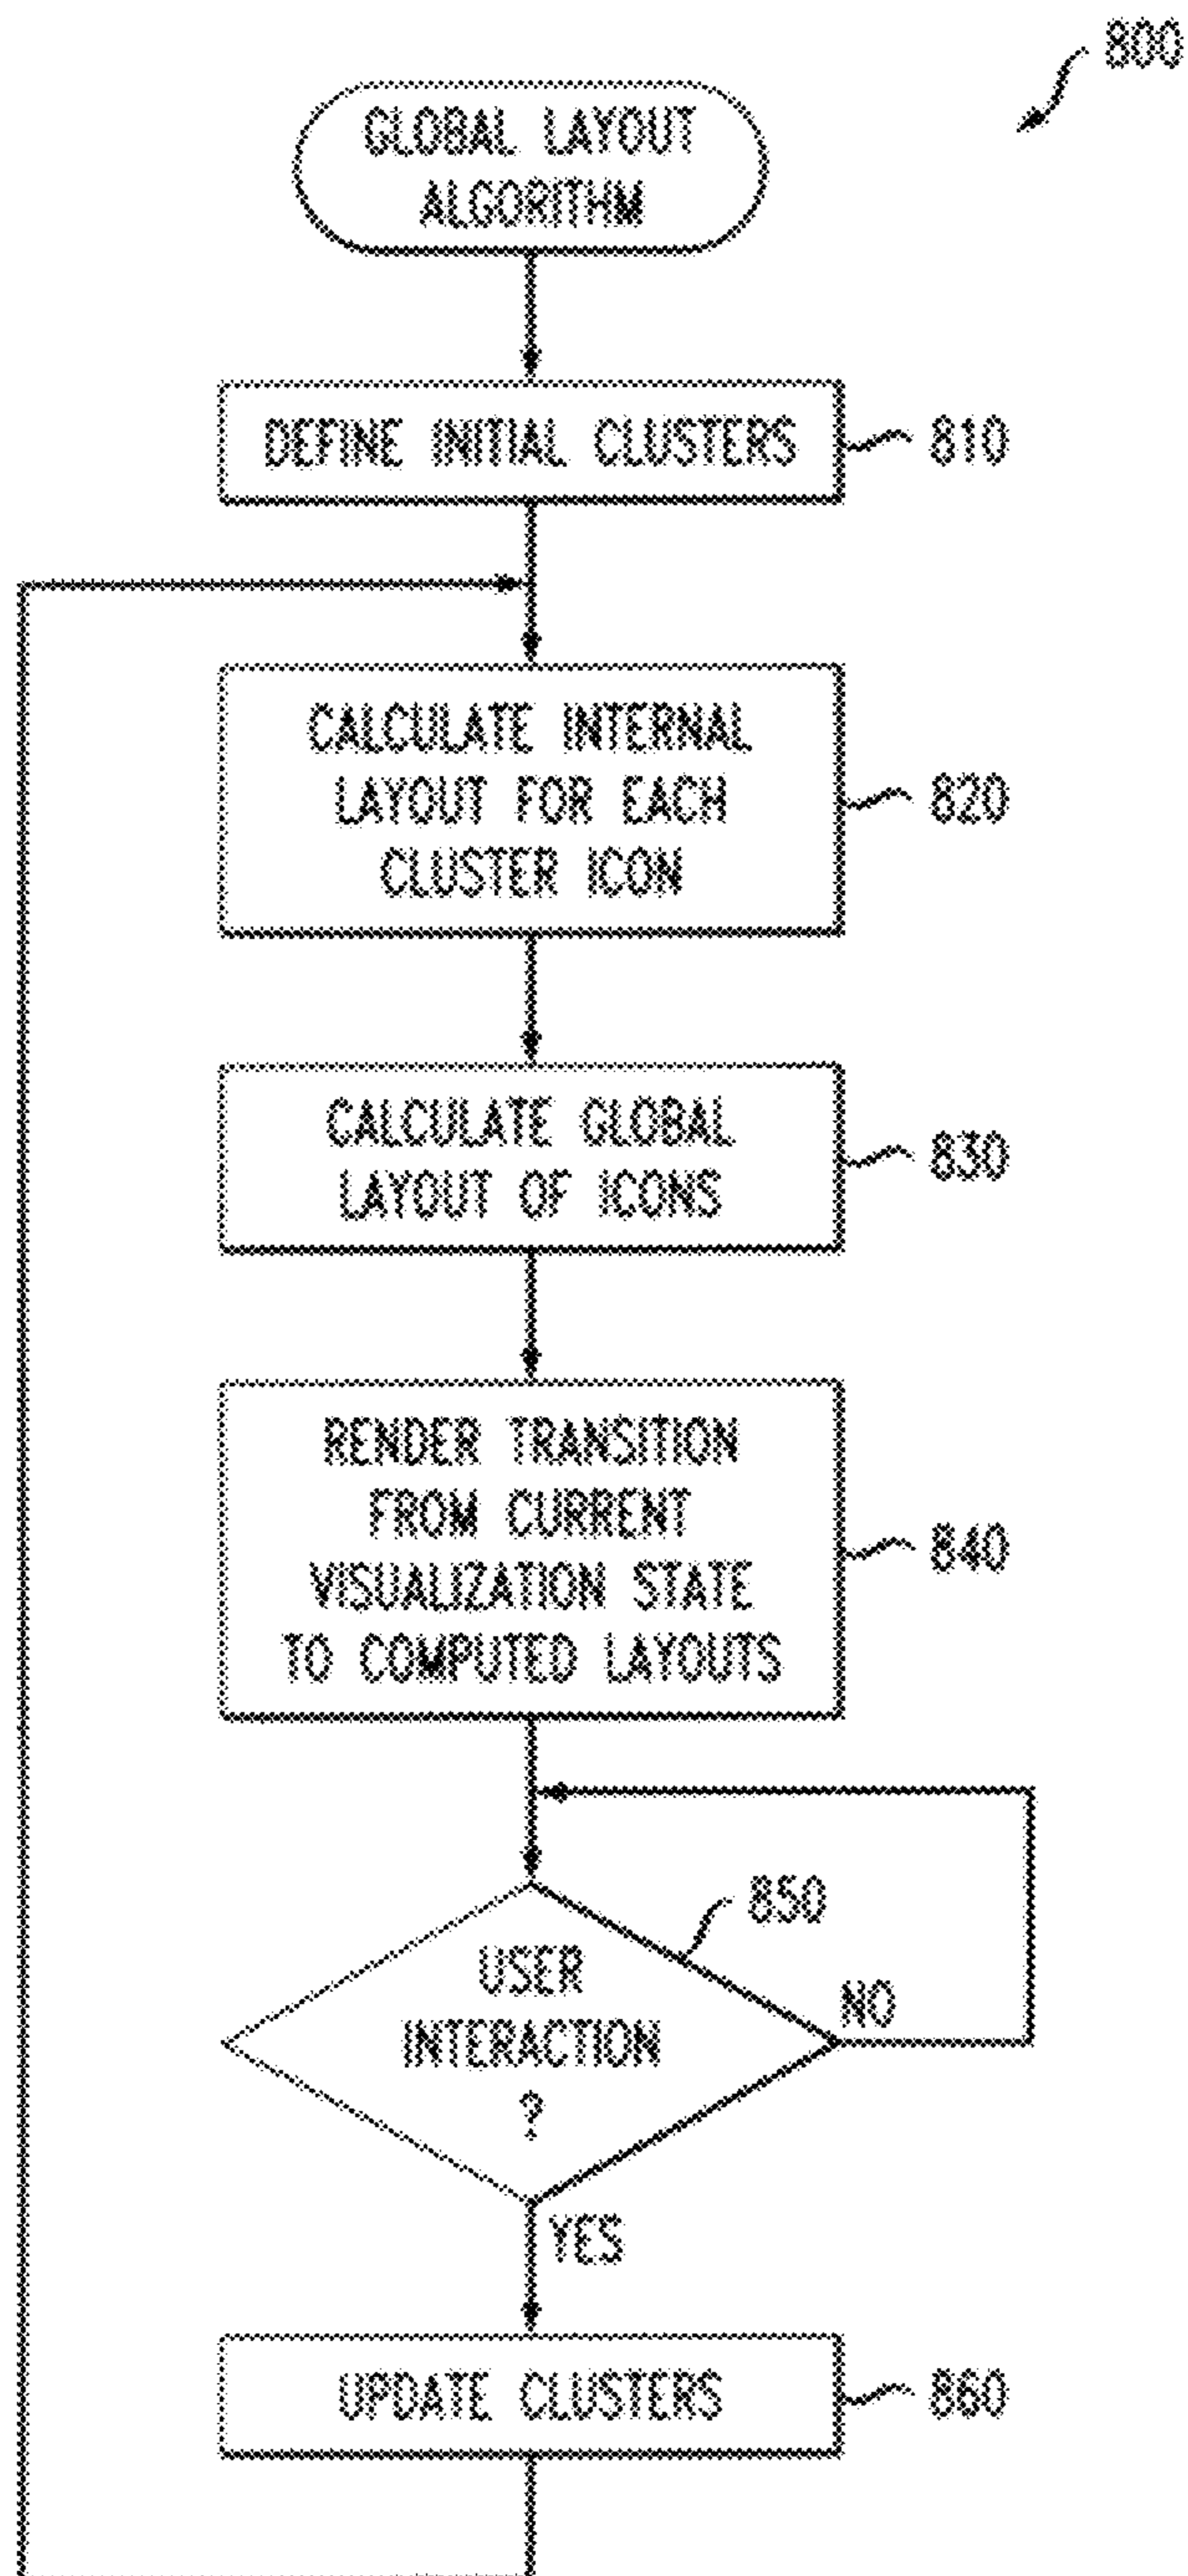 800
GLOBAL LAYOUT
ALGORITHM
DEFINE INITIAL CLUSTERS
810
CALCULATE INTERNAL
LAYOUT FOR EACH
CLUSTER ICON
820
CALCULATE GLOBAL
LAYOUT OF ICONS
830
RENDER TRANSITION
FROM CURRENT
VISUALIZATION STATE
TO COMPUTED LAYOUTS
840
850
USER
INTERACTION
?
NO
YES
UPDATE CLUSTERS
860